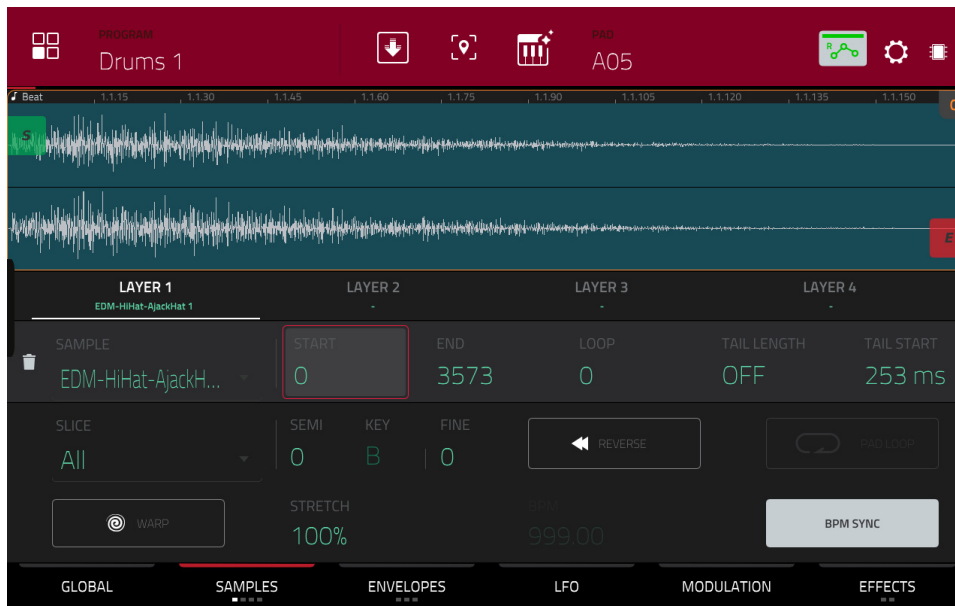 PROGRAM
Drums 1
PAD
A05
R
Beat 1.1.15 1.1.30 1.1.45 1.1.60 1.1.75 1.1.90 1.1.105 1.1.120 1.1.135 1.1.150
S
E
LAYER 1 LAYER 2 LAYER 3 LAYER 4
EDM-HiHat-AjackHat 1 - - -
SAMPLE START END LOOP TAIL LENGTH TAIL START
EDM-HiHat-AjackH... 0 3573 0 OFF 253 ms
SLICE SEMI KEY FINE
All 0 B 0
REVERSE
PAD LOOP
WARP
STRETCH BPM
100% 999.00
BPM SYNC
GLOBAL SAMPLES ENVELOPES LFO MODULATION EFFECTS